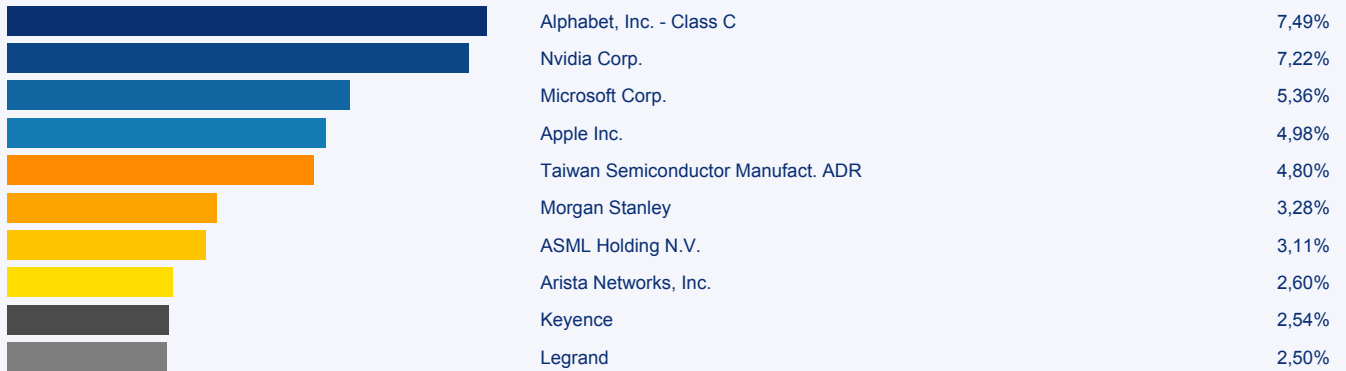 Alphabet, Inc. - Class C 7,49%
Nvidia Corp. 7,22%
Microsoft Corp. 5,36%
Apple Inc. 4,98%
Taiwan Semiconductor Manufact. ADR 4,80%
Morgan Stanley 3,28%
ASML Holding N.V. 3,11%
Arista Networks, Inc. 2,60%
Keyence 2,54%
Legrand 2,50%